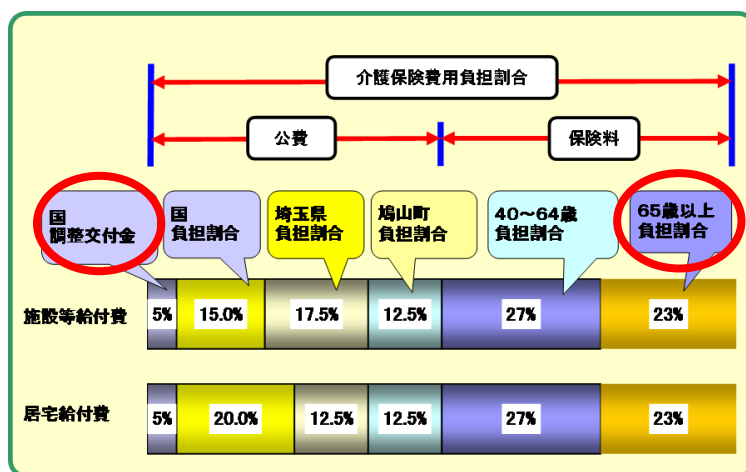 介護保険費用負担割合
公費
保険料
国
調整交付金
国
負担割合
埼玉県
負担割合
鳩山町
負担割合
40～64歳
負担割合
65歳以上
負担割合
施設等給付費
5%
15.0%
17.5%
12.5%
27%
23%
居宅給付費
5%
20.0%
12.5%
12.5%
27%
23%